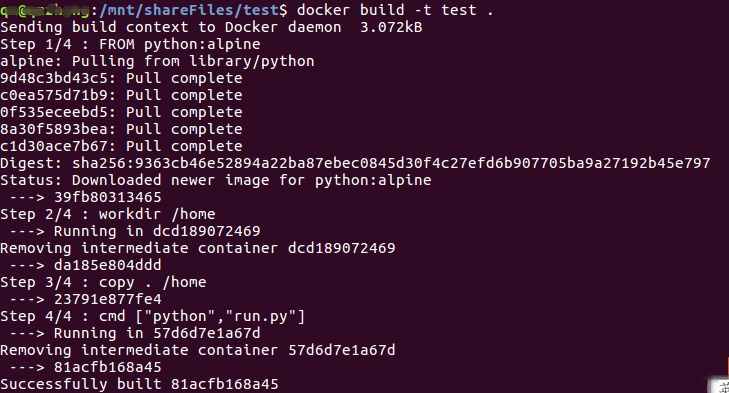 :/mnt/shareFiles/test$ docker build -t test .
Sending build context to Docker daemon  3.072kB
Step 1/4 : FROM python:alpine
alpine: Pulling from library/python
9d48c3bd43c5: Pull complete
c0ea575d71b9: Pull complete
0f535eceebd5: Pull complete
8a30f5893bea: Pull complete
c1d30ace7b67: Pull complete
Digest: sha256:9363cb46e52894a22ba87ebec0845d30f4c27efd6b907705ba9a27192b45e797
Status: Downloaded newer image for python:alpine
 ---> 39fb80313465
Step 2/4 : workdir /home
 ---> Running in dcd189072469
Removing intermediate container dcd189072469
 ---> da185e804ddd
Step 3/4 : copy . /home
 ---> 23791e877fe4
Step 4/4 : cmd ["python","run.py"]
 ---> Running in 57d6d7e1a67d
Removing intermediate container 57d6d7e1a67d
 ---> 81acfb168a45
Successfully built 81acfb168a45